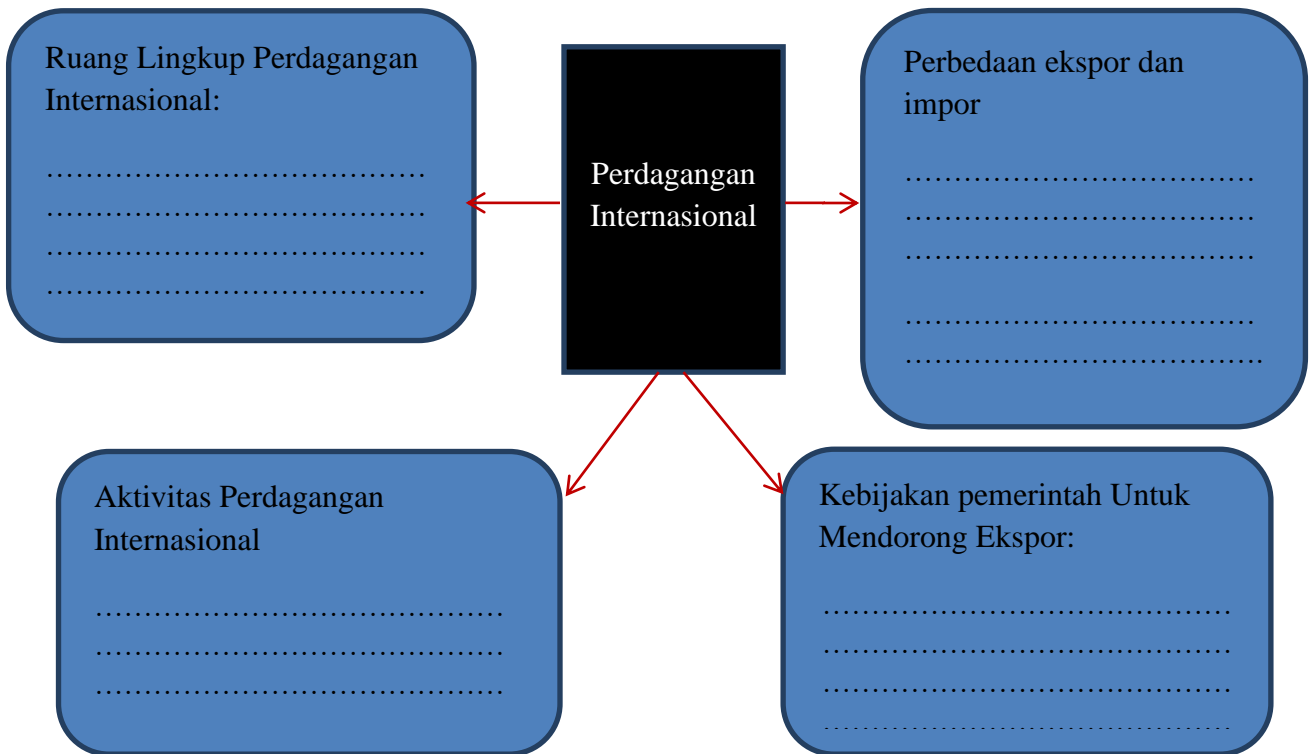 Ruang Lingkup Perdagangan
Internasional:
…………………………………
…………………………………
…………………………………
…………………………………
Perdagangan
Internasional
Perbedaan ekspor dan
impor
………………………………
………………………………
………………………………
………………………………
……………………………….
Aktivitas Perdagangan
Internasional
……………………………………
……………………………………
……………………………………
Kebijakan pemerintah Untuk
Mendorong Ekspor:
……………………………………
……………………………………
……………………………………
……………………………………